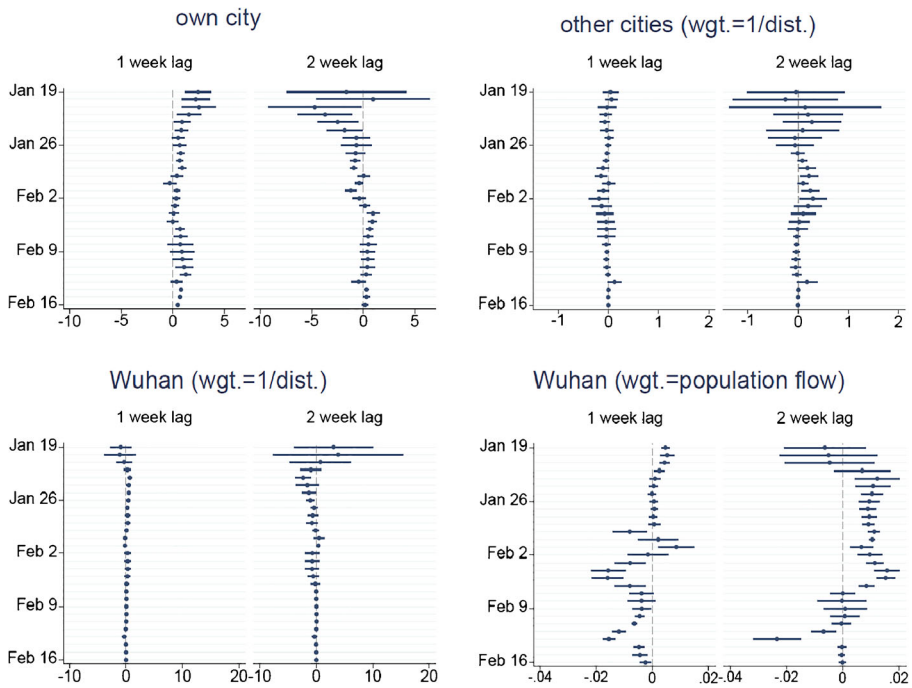 own city
1 week lag 2 week lag
Jan 19
Jan 26
Feb 2
Feb 9
Feb 16
-10 -5 0 5 -10 -5 0 5
other cities (wgt.=1/dist.)
1 week lag 2 week lag
-1 0 1 2 -1 0 1 2
Wuhan (wgt.=1/dist.)
1 week lag 2 week lag
Jan 19
Jan 26
Feb 2
Feb 9
Feb 16
-10 0 10 20 -10 0 10 20
Wuhan (wgt.=population flow)
1 week lag 2 week lag
Jan 19
Jan 26
Feb 2
Feb 9
Feb 16
-.04 -.02 0 .02 -.04 -.02 0 .02